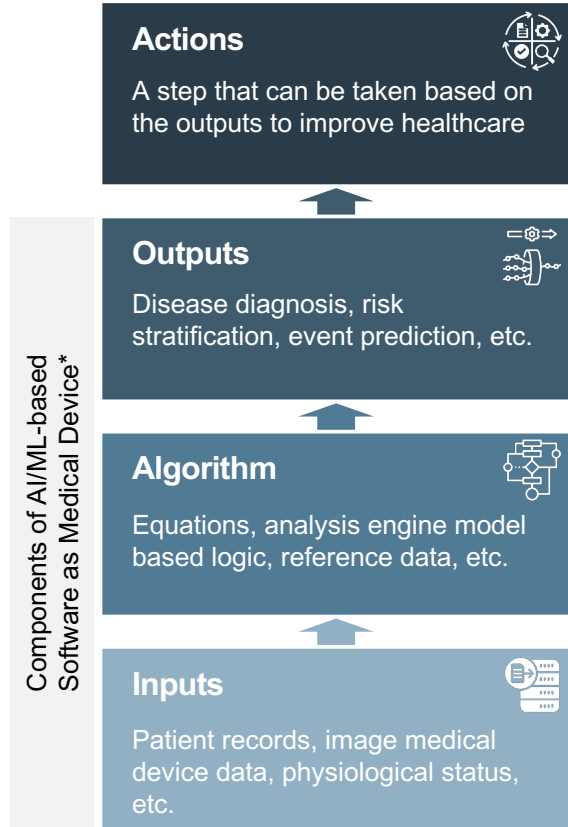 Actions
A step that can be taken based on
the outputs to improve healthcare
Components of AI/ML-based
Software as Medical Device*
Outputs
Disease diagnosis, risk
stratification, event prediction, etc.
Algorithm
Equations, analysis engine model
based logic, reference data, etc.
Inputs
Patient records, image medical
device data, physiological status,
etc.